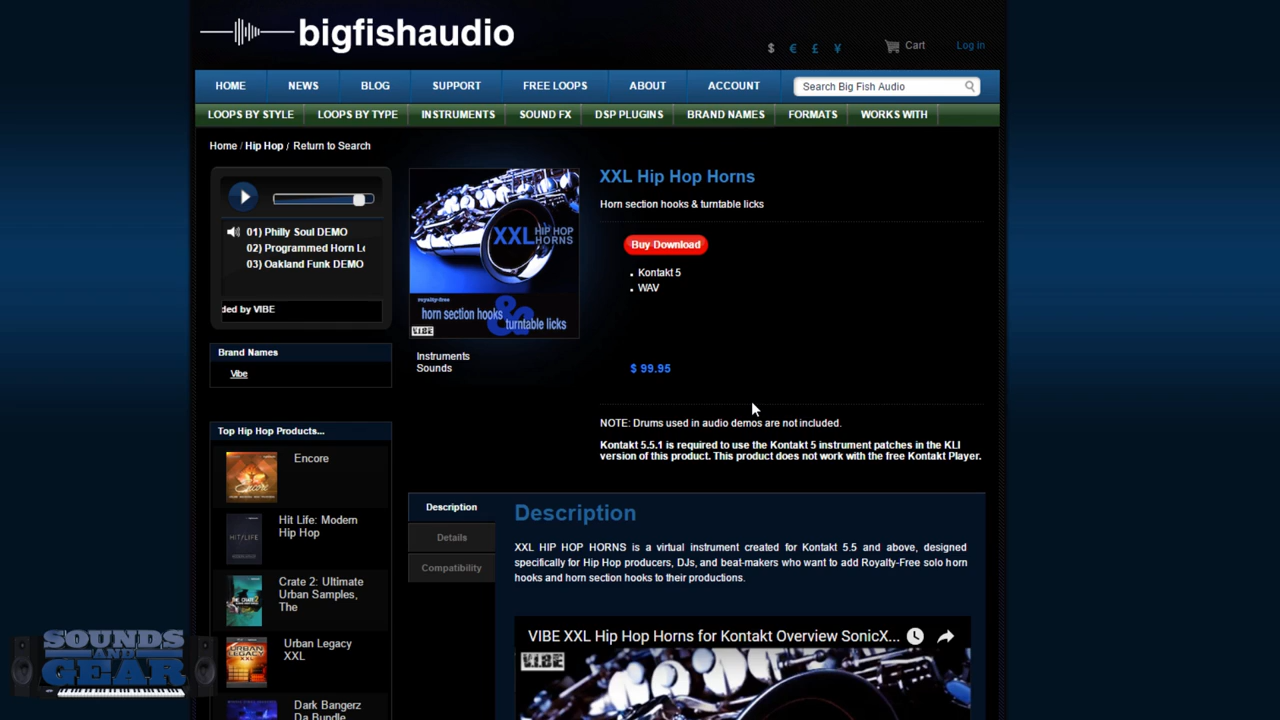 bigfishaudio
$ € £ ¥ Cart Log in
HOME NEWS BLOG SUPPORT FREE LOOPS ABOUT ACCOUNT Search Big Fish Audio
LOOPS BY STYLE LOOPS BY TYPE INSTRUMENTS SOUND FX DSP PLUGINS BRAND NAMES FORMATS WORKS WITH
Home / Hip Hop / Return to Search
01) Philly Soul DEMO
02) Programmed Horn Lo
03) Oakland Funk DEMO
ded by VIBE
Brand Names
Vibe
Top Hip Hop Products...
Encore
Hit Life: Modern
Hip Hop
HIT/LIFE
Crate 2: Ultimate
Urban Samples,
The
Urban Legacy
XXL
Dark Bangerz
Da Bundle
SOUNDS
AND
GEAR
XXL HIP HOP
HORNS
royalty-free
horn section hooks
&
turntable licks
VIBE
Instruments
Sounds
XXL Hip Hop Horns
Horn section hooks & turntable licks
Buy Download
• Kontakt 5
• WAV
$ 99.95
NOTE: Drums used in audio demos are not included.
Kontakt 5.5.1 is required to use the Kontakt 5 instrument patches in the KLI
version of this product. This product does not work with the free Kontakt Player.
Description
Details
Compatibility
Description
XXL HIP HOP HORNS is a virtual instrument created for Kontakt 5.5 and above, designed
specifically for Hip Hop producers, DJs, and beat-makers who want to add Royalty-Free solo horn
hooks and horn section hooks to their productions.
VIBE XXL Hip Hop Horns for Kontakt Overview SonicX...
VIBE